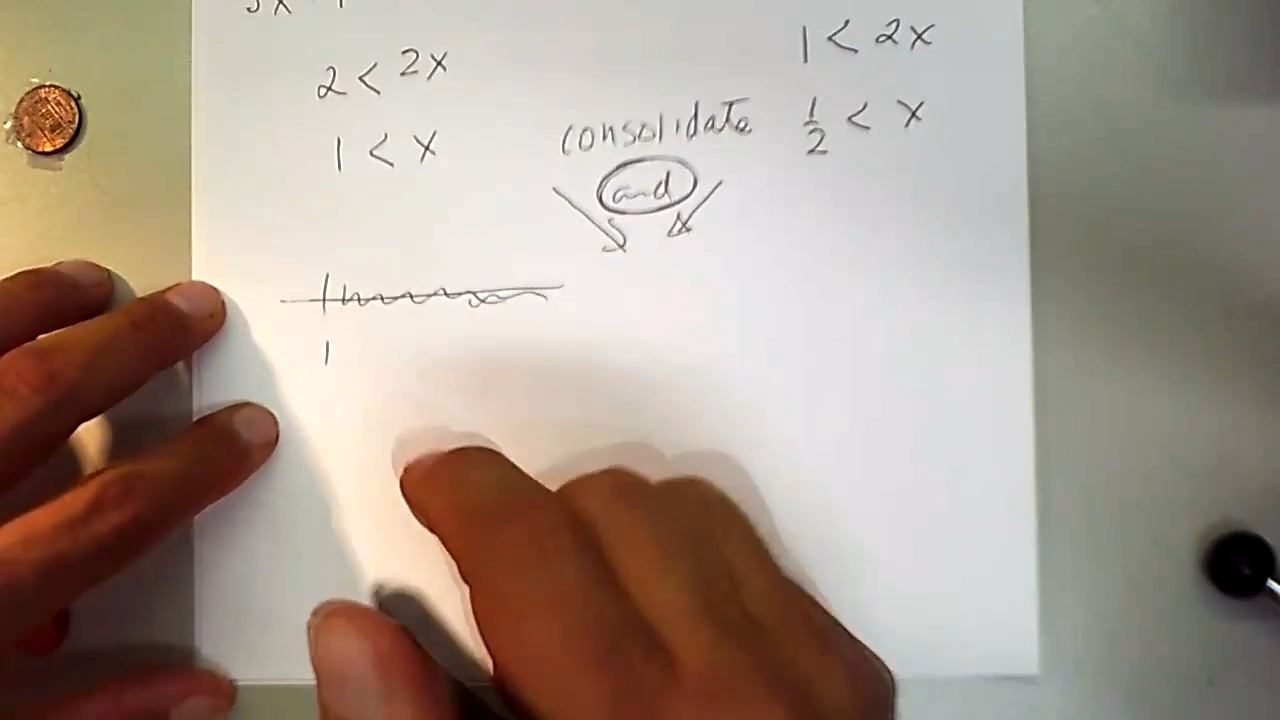 2 < 2x
1 < x
consolidate
and
1 < 2x
1/2 < x
1